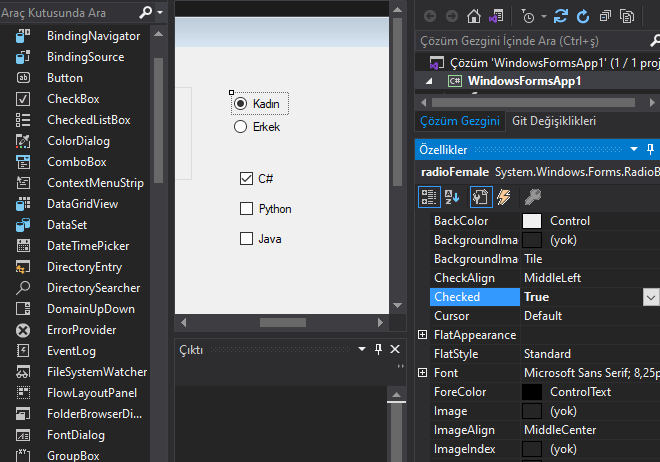 Araç Kutusunda Ara
BindingNavigator
BindingSource
Button
CheckBox
CheckedListBox
ColorDialog
ComboBox
ContextMenuStrip
DataGridView
DataSet
DateTimePicker
DirectoryEntry
DirectorySearcher
DomainUpDown
ErrorProvider
EventLog
FileSystemWatcher
FlowLayoutPanel
FolderBrowserDi...
FontDialog
GroupBox
Kadın
Erkek
C#
Python
Java
Çıktı
Çözüm Gezgini İçinde Ara (Ctrl+ş)
Çözüm 'WindowsFormsApp1' (1 / 1 proj
C# WindowsFormsApp1
Çözüm Gezgini Git Değişiklikleri
Özellikler
radioFemale System.Windows.Forms.RadioB
BackColor Control
BackgroundIma (yok)
BackgroundIma Tile
CheckAlign MiddleLeft
Checked True
Cursor Default
FlatAppearance
FlatStyle Standard
Font Microsoft Sans Serif; 8,25p
ForeColor ControlText
Image (yok)
ImageAlign MiddleCenter
ImageIndex (yok)